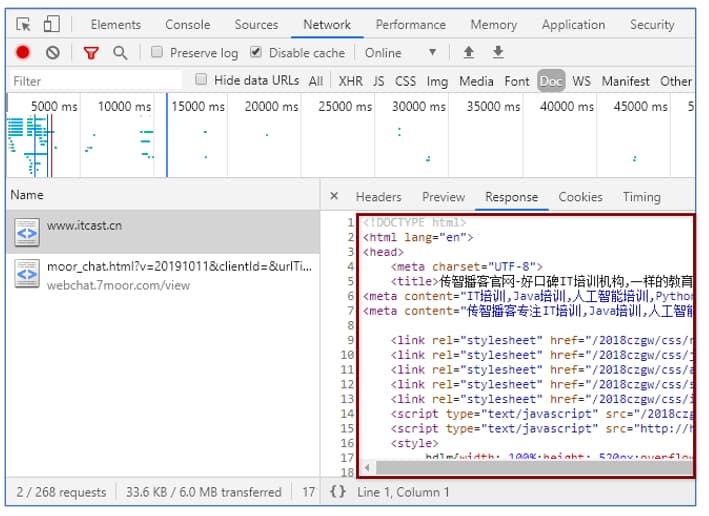 Elements Console Sources Network Performance Memory Application Security
Preserve log Disable cache Online
Filter Hide data URLs All XHR JS CSS Img Media Font Doc WS Manifest Other
5000 ms 10000 ms 15000 ms 20000 ms 25000 ms 30000 ms 35000 ms 40000 ms 45000 ms 5
Name
www.itcast.cn
moor_chat.html?v=20191011&clientId=&urlTi...
webchat.7moor.com/view
2 / 268 requests 33.6 KB / 6.0 MB transferred 17
× Headers Preview Response Cookies Timing
1 <!DOCTYPE html>
2 <html lang="en">
3 <head>
4 <meta charset="UTF-8">
5 <title>传智播客官网-好口碑IT培训机构,一样的教育
6 <meta content="IT培训,Java培训,人工智能培训,Python
7 <meta content="传智播客专注IT培训,Java培训,人工智能
8
9 <link rel="stylesheet" href="/2018czgw/css/r
10 <link rel="stylesheet" href="/2018czgw/css/j
11 <link rel="stylesheet" href="/2018czgw/css/a
12 <link rel="stylesheet" href="/2018czgw/css/s
13 <link rel="stylesheet" href="/2018czgw/css/i
14 <script type="text/javascript" src="/2018czg
15 <script type="text/javascript" src="http://h
16 <style>
17 .hdlm{width: 100%;height: 520px;overflow
18
{} Line 1, Column 1